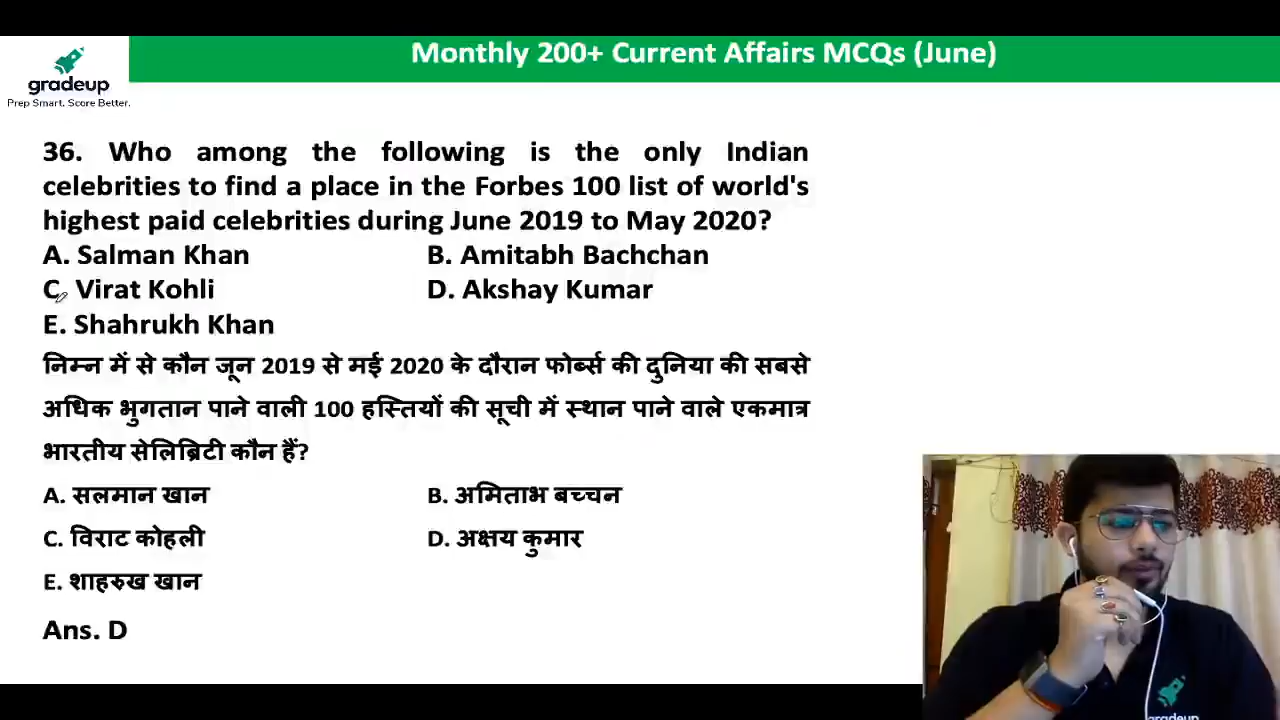 Monthly 200+ Current Affairs MCQs (June)
gradeup
Prep Smart. Score Better.
36. Who among the following is the only Indian
celebrities to find a place in the Forbes 100 list of world's
highest paid celebrities during June 2019 to May 2020?
A. Salman Khan B. Amitabh Bachchan
C. Virat Kohli D. Akshay Kumar
E. Shahrukh Khan
निम्न में से कौन जून 2019 से मई 2020 के दौरान फोर्ब्स की दुनिया की सबसे
अधिक भुगतान पाने वाली 100 हस्तियों की सूची में स्थान पाने वाले एकमात्र
भारतीय सेलिब्रिटी कौन हैं?
A. सलमान खान B. अमिताभ बच्चन
C. विराट कोहली D. अक्षय कुमार
E. शाहरुख खान
Ans. D
gradeup